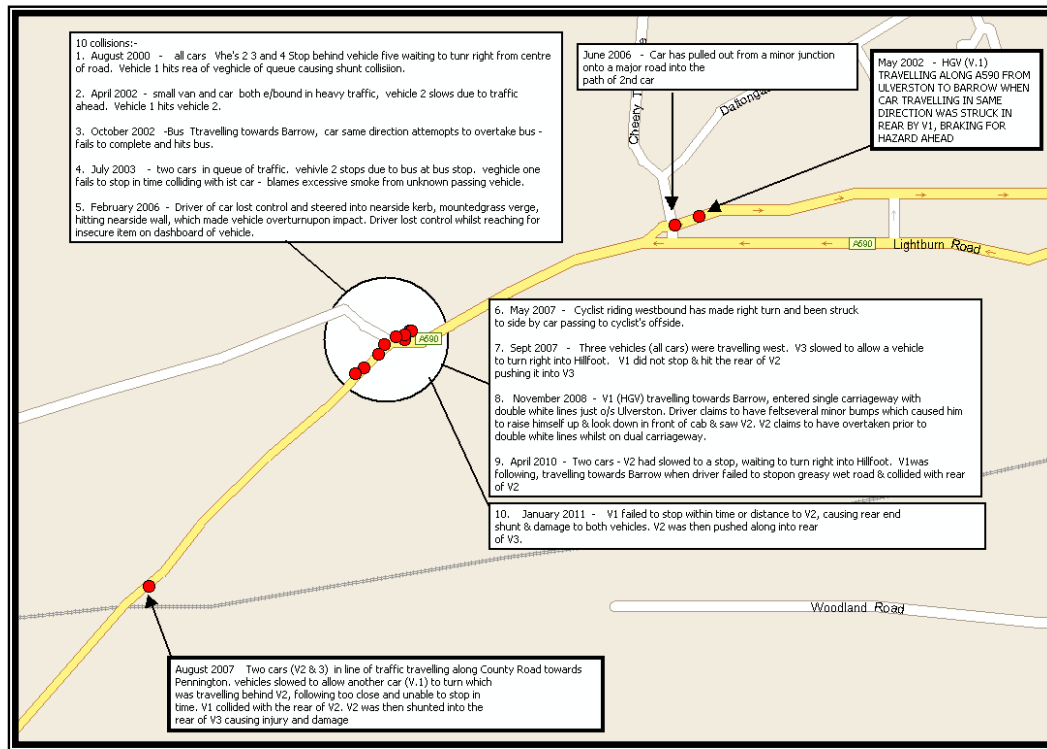 10 collisions:-
1. August 2000 - all cars Vhe's 2 3 and 4 Stop behind vehicle five waiting to tunr right from centre
of road. Vehicle 1 hits rea of veghicle of queue causing shunt collisiion.
2. April 2002 - small van and car both e/bound in heavy traffic, vehicle 2 slows due to traffic
ahead. Vehicle 1 hits vehicle 2.
3. October 2002 -Bus Ttravelling towards Barrow, car same direction attemopts to overtake bus -
fails to complete and hits bus.
4. July 2003 - two cars in queue of traffic. vehivle 2 stops due to bus at bus stop. veghicle one
fails to stop in time colliding with ist car - blames excessive smoke from unknown passing vehicle.
5. February 2006 - Driver of car lost control and steered into nearside kerb, mountedgrass verge,
hitting nearside wall, which made vehicle overturnupon impact. Driver lost control whilst reaching for
insecure item on dashboard of vehicle.
June 2006 - Car has pulled out from a minor junction
onto a major road into the
path of 2nd car
May 2002 - HGV (V.1)
TRAVELLING ALONG A590 FROM
ULVERSTON TO BARROW WHEN
CAR TRAVELLING IN SAME
DIRECTION WAS STRUCK IN
REAR BY V1, BRAKING FOR
HAZARD AHEAD
A590
Lightburn Road
A590
6. May 2007 - Cyclist riding westbound has made right turn and been struck
to side by car passing to cyclist's offside.
7. Sept 2007 - Three vehicles (all cars) were travelling west. V3 slowed to allow a vehicle
to turn right into Hillfoot. V1 did not stop & hit the rear of V2
pushing it into V3
8. November 2008 - V1 (HGV) travelling towards Barrow, entered single carriageway with
double white lines just o/s Ulverston. Driver claims to have feltseveral minor bumps which caused him
to raise himself up & look down in front of cab & saw V2. V2 claims to have overtaken prior to
double white lines whilst on dual carriageway.
9. April 2010 - Two cars - V2 had slowed to a stop, waiting to turn right into Hillfoot. V1was
following, travelling towards Barrow when driver failed to stopon greasy wet road & collided with rear
of V2
10. January 2011 - V1 failed to stop within time or distance to V2, causing rear end
shunt & damage to both vehicles. V2 was then pushed along into rear
of V3.
Woodland Road
August 2007 Two cars (V2 & 3) in line of traffic travelling along County Road towards
Pennington. vehicles slowed to allow another car (V.1) to turn which
was travelling behind V2, following too close and unable to stop in
time. V1 collided with the rear of V2. V2 was then shunted into the
rear of V3 causing injury and damage